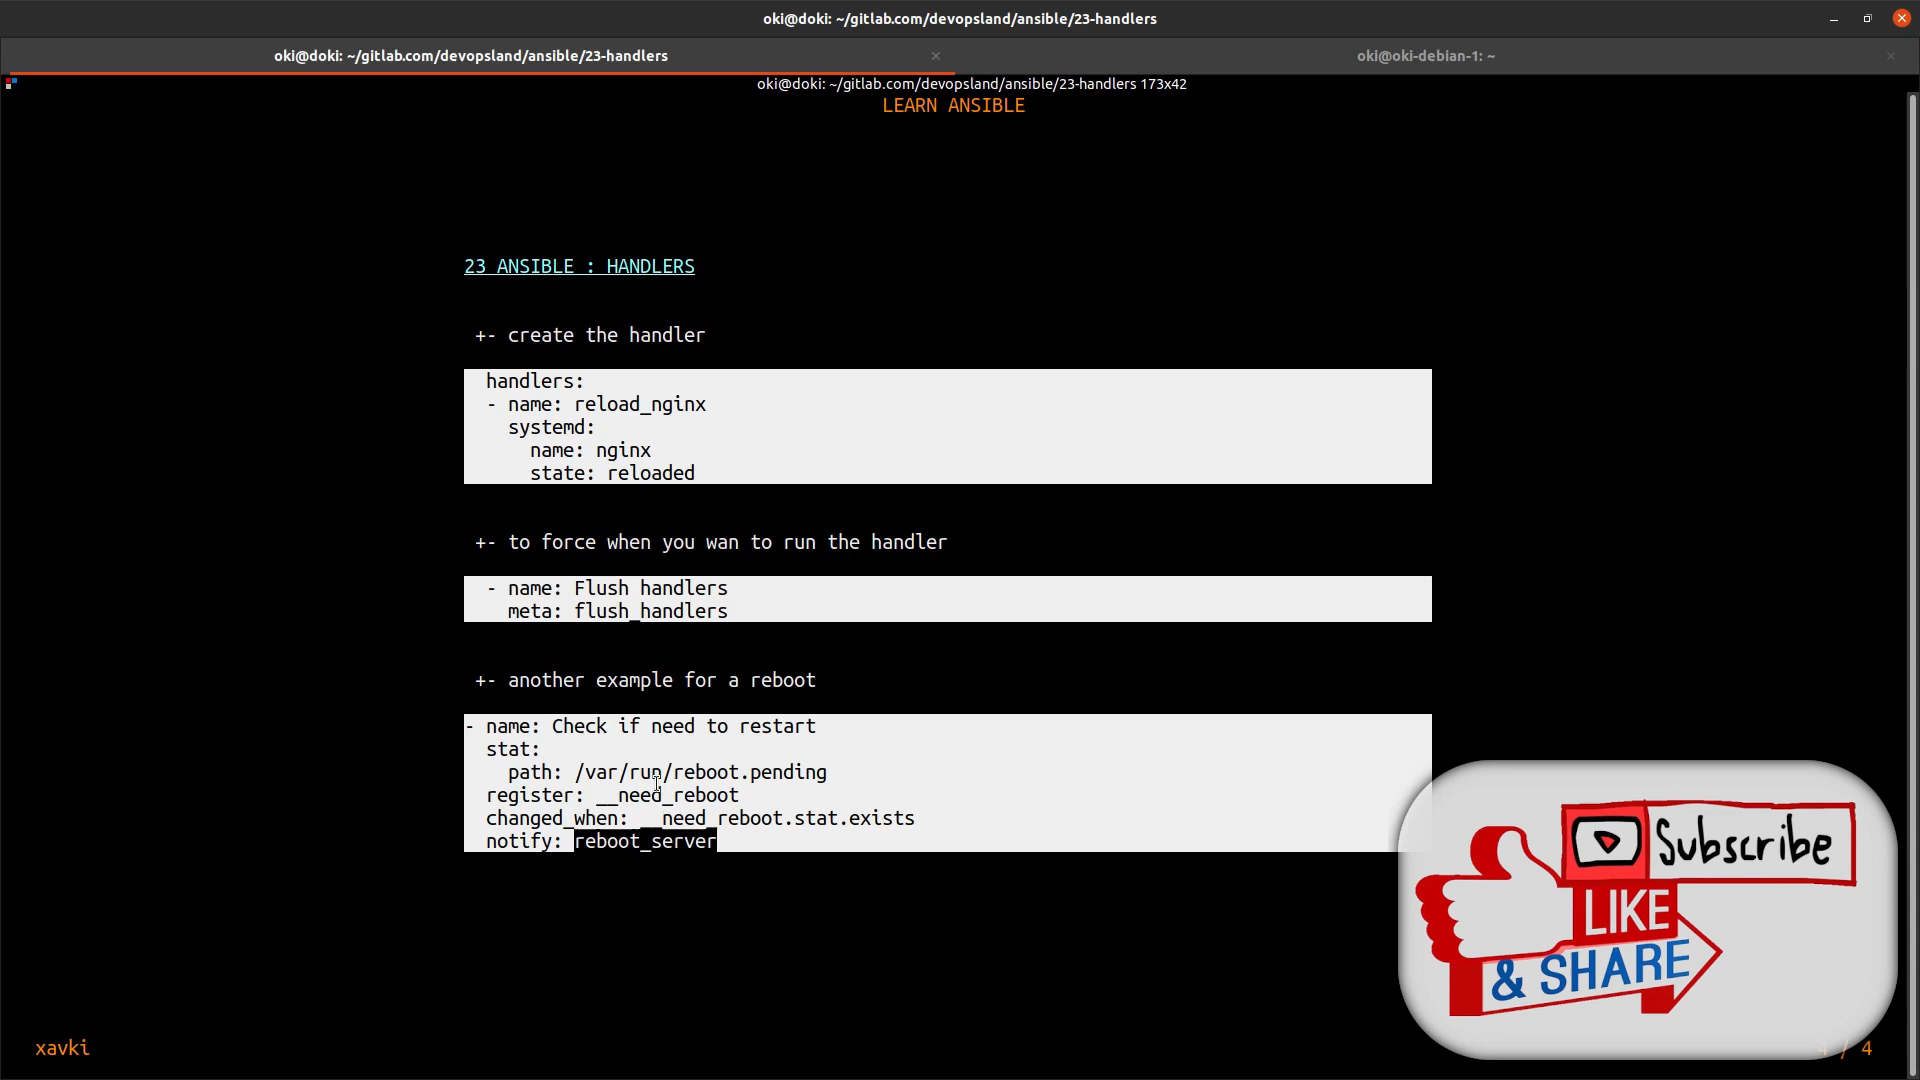 oki@doki: ~/gitlab.com/devopsland/ansible/23-handlers
oki@doki: ~/gitlab.com/devopsland/ansible/23-handlers
oki@oki-debian-1: ~
oki@doki: ~/gitlab.com/devopsland/ansible/23-handlers 173x42
LEARN ANSIBLE
23 ANSIBLE : HANDLERS
+- create the handler
handlers:
- name: reload_nginx
systemd:
name: nginx
state: reloaded
+- to force when you wan to run the handler
- name: Flush handlers
meta: flush_handlers
+- another example for a reboot
- name: Check if need to restart
stat:
path: /var/run/reboot.pending
register: __need_reboot
changed_when: __need_reboot.stat.exists
notify: reboot_server
Subscribe
LIKE
& SHARE
xavki
4 / 4